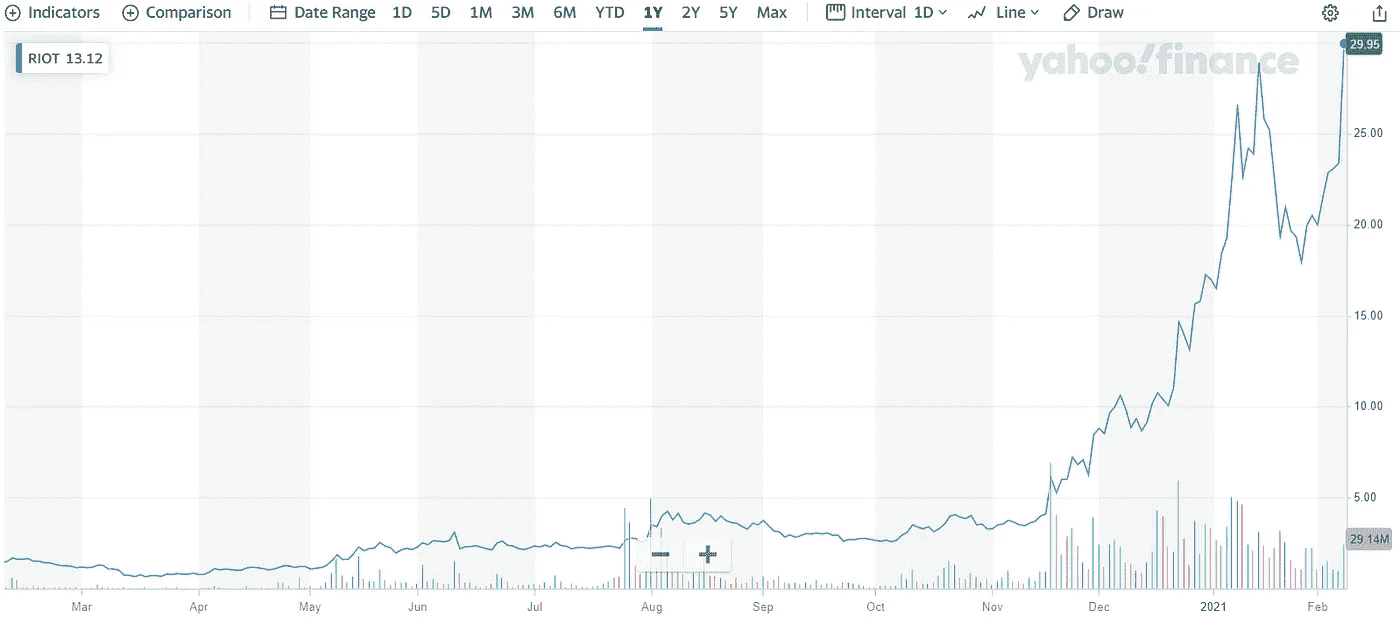 Indicators Comparison Date Range 1D 5D 1M 3M 6M YTD 1Y 2Y 5Y Max Interval 1D Line Draw
RIOT 13.12
yahoo!finance
29.95
25.00
20.00
15.00
10.00
5.00
29.14M
Mar Apr May Jun Jul Aug Sep Oct Nov Dec 2021 Feb